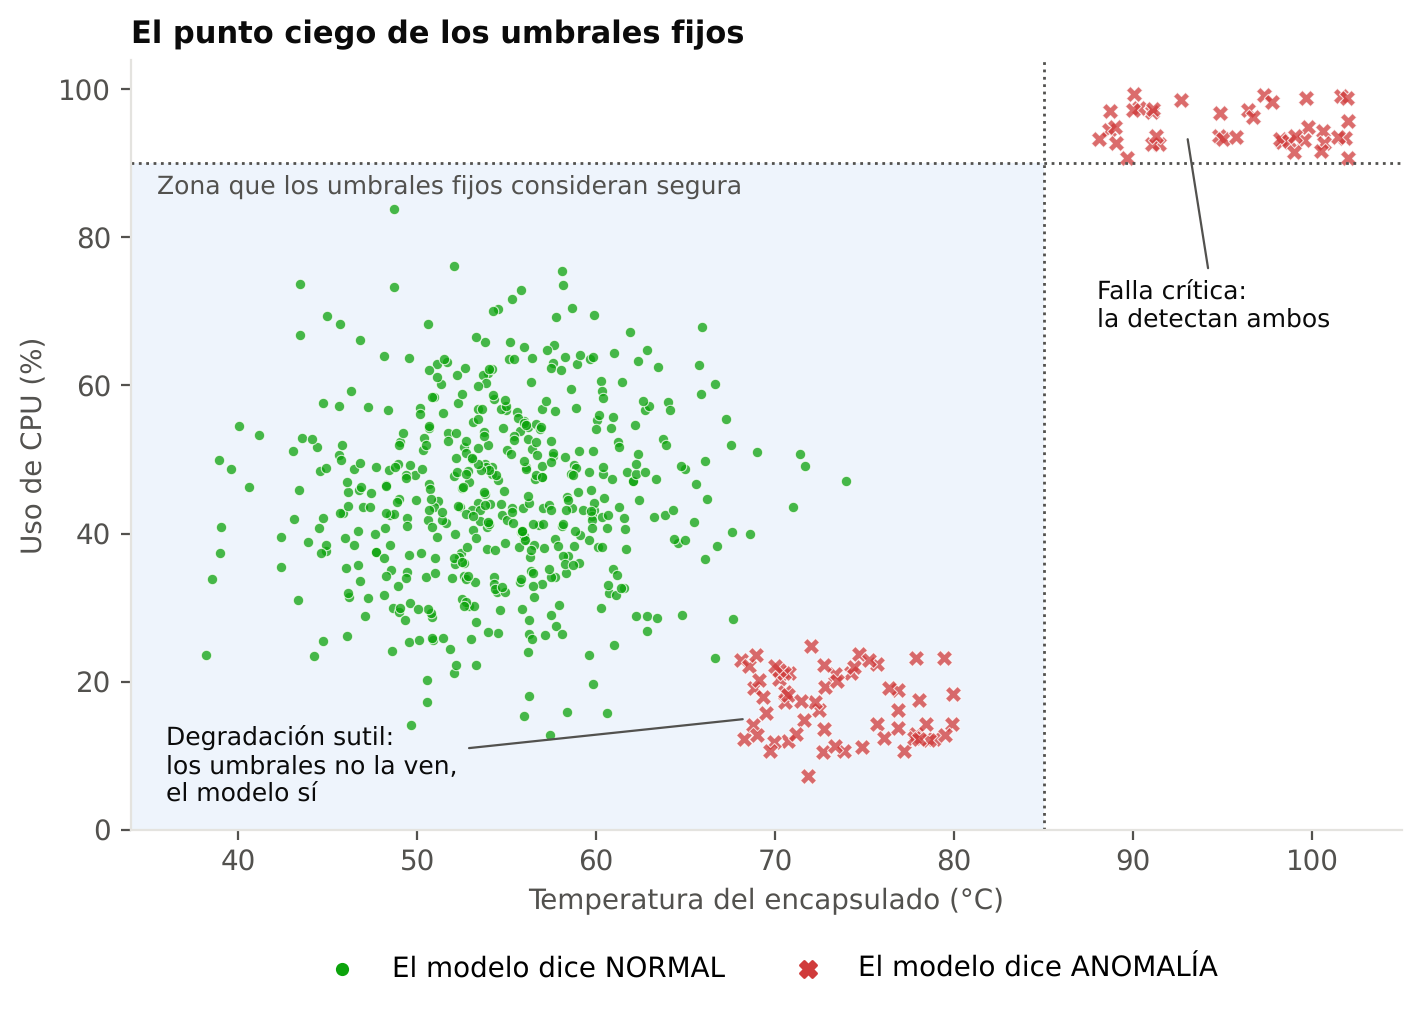 El punto ciego de los umbrales fijos
100
80
60
40
20
0
Uso de CPU (%)
Zona que los umbrales fijos consideran segura
Falla crítica:
la detectan ambos
Degradación sutil:
los umbrales no la ven,
el modelo sí
40 50 60 70 80 90 100
Temperatura del encapsulado (°C)
El modelo dice NORMAL
El modelo dice ANOMALÍA